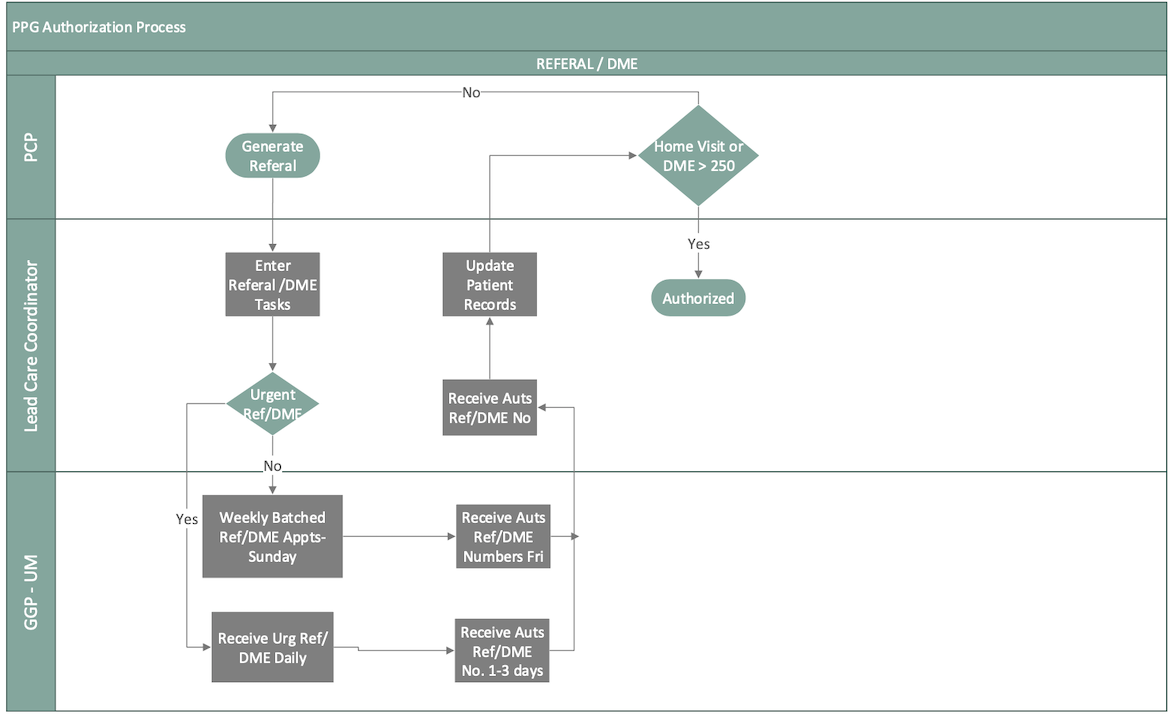 PPG Authorization Process
REFERAL / DME
PCP
No
Generate
Referal
Home Visit or
DME > 250
Lead Care Coordinator
Enter
Referal /DME
Tasks
Update
Patient
Records
Yes
Authorized
Urgent
Ref/DME
Receive Auts
Ref/DME No
No
GGP - UM
Yes
Weekly Batched
Ref/DME Appts-
Sunday
Receive Auts
Ref/DME
Numbers Fri
Receive Urg Ref/
DME Daily
Receive Auts
Ref/DME
No. 1-3 days